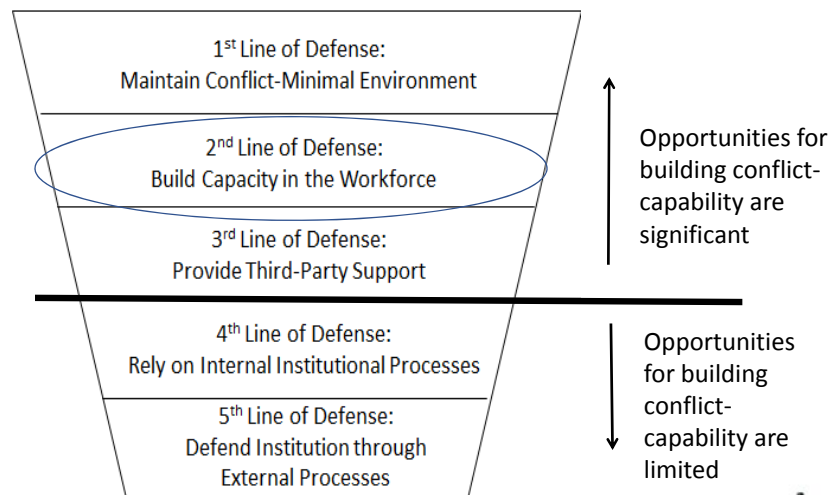 1st Line of Defense:
Maintain Conflict-Minimal Environment
2nd Line of Defense:
Build Capacity in the Workforce
3rd Line of Defense:
Provide Third-Party Support
Opportunities for
building conflict-
capability are
significant
4th Line of Defense:
Rely on Internal Institutional Processes
5th Line of Defense:
Defend Institution through
External Processes
Opportunities
for building
conflict-
capability are
limited